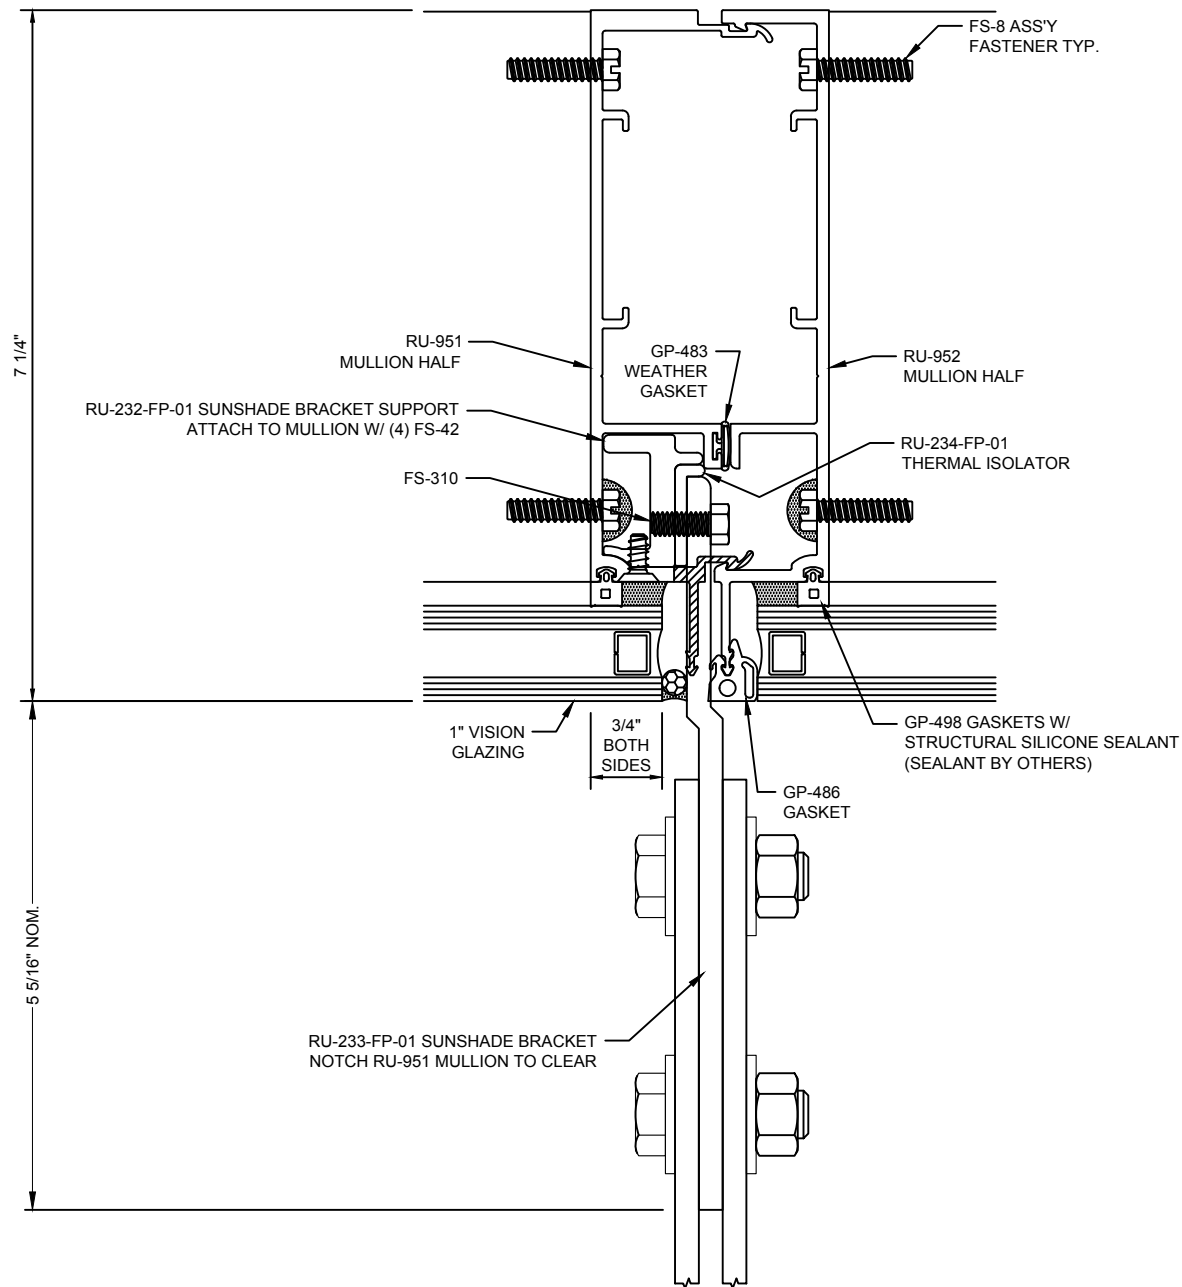 FS-8 ASS'Y
FASTENER TYP.
7 1/4"
RU-951
MULLION HALF
GP-483
WEATHER
GASKET
RU-952
MULLION HALF
RU-232-FP-01 SUNSHADE BRACKET SUPPORT
ATTACH TO MULLION W/ (4) FS-42
RU-234-FP-01
THERMAL ISOLATOR
FS-310
1" VISION
GLAZING
3/4"
BOTH
SIDES
GP-498 GASKETS W/
STRUCTURAL SILICONE SEALANT
(SEALANT BY OTHERS)
GP-486
GASKET
5 5/16" NOM.
RU-233-FP-01 SUNSHADE BRACKET
NOTCH RU-951 MULLION TO CLEAR